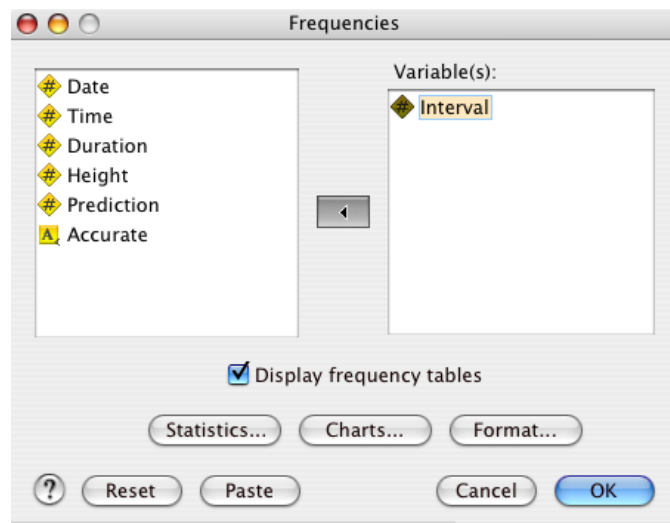 Frequencies
# Date
# Time
# Duration
# Height
# Prediction
A Accurate
Variable(s):
# Interval
Display frequency tables
Statistics... Charts... Format...
? Reset Paste Cancel OK